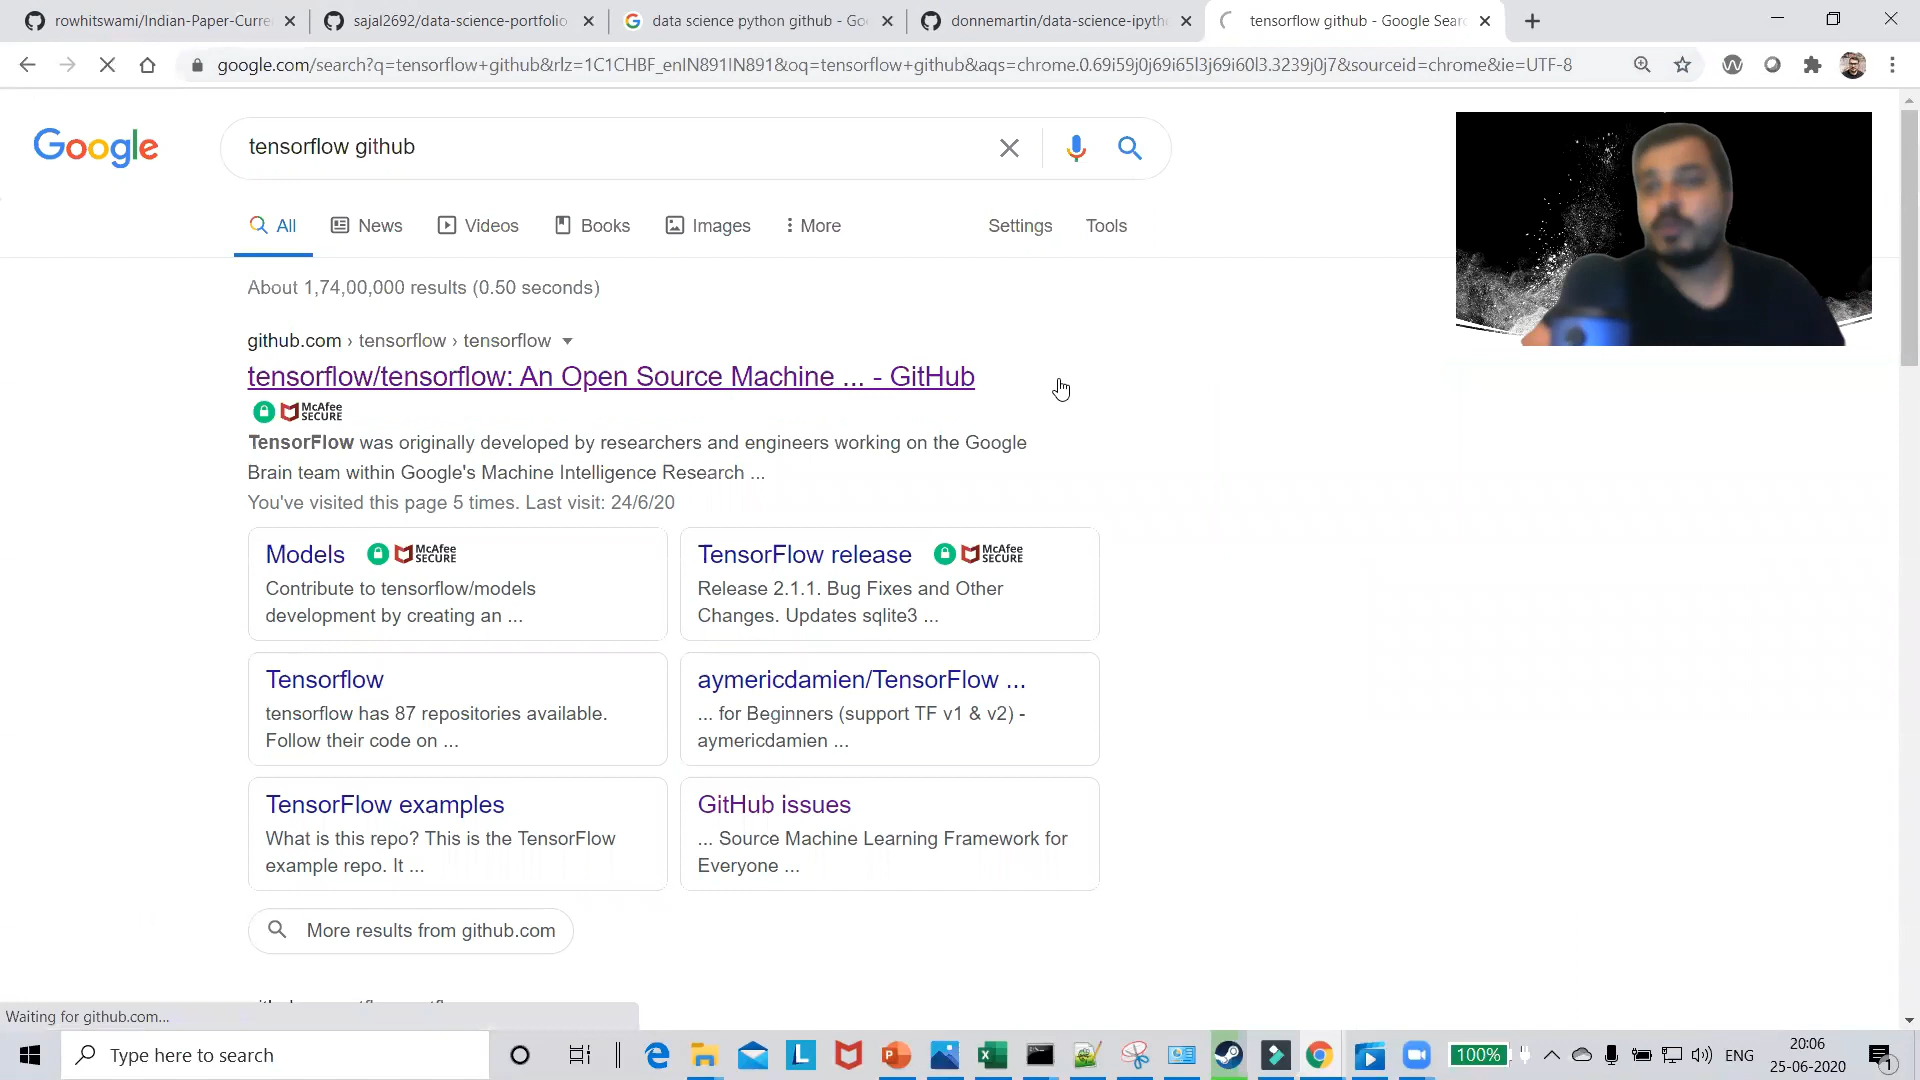 rowhitswami/Indian-Paper-Curre
sajal2692/data-science-portfolio
data science python github - Go
donnemartin/data-science-ipyth
tensorflow github - Google Sear
google.com/search?q=tensorflow+github&rlz=1C1CHBF_enIN891IN891&oq=tensorflow+github&aqs=chrome.0.69i59j0j69i65l3j69i60l3.3239j0j7&sourceid=chrome&ie=UTF-8
Google
tensorflow github
All
News
Videos
Books
Images
More
Settings
Tools
About 1,74,00,000 results (0.50 seconds)
github.com › tensorflow › tensorflow
tensorflow/tensorflow: An Open Source Machine ... - GitHub
McAfee
SECURE
TensorFlow was originally developed by researchers and engineers working on the Google
Brain team within Google's Machine Intelligence Research ...
You've visited this page 5 times. Last visit: 24/6/20
Models
McAfee
SECURE
Contribute to tensorflow/models
development by creating an ...
TensorFlow release
McAfee
SECURE
Release 2.1.1. Bug Fixes and Other
Changes. Updates sqlite3 ...
Tensorflow
tensorflow has 87 repositories available.
Follow their code on ...
aymericdamien/TensorFlow ...
... for Beginners (support TF v1 & v2) -
aymericdamien ...
TensorFlow examples
What is this repo? This is the TensorFlow
example repo. It ...
GitHub issues
... Source Machine Learning Framework for
Everyone ...
More results from github.com
Waiting for github.com...
Type here to search
100%
ENG
20:06
25-06-2020
1